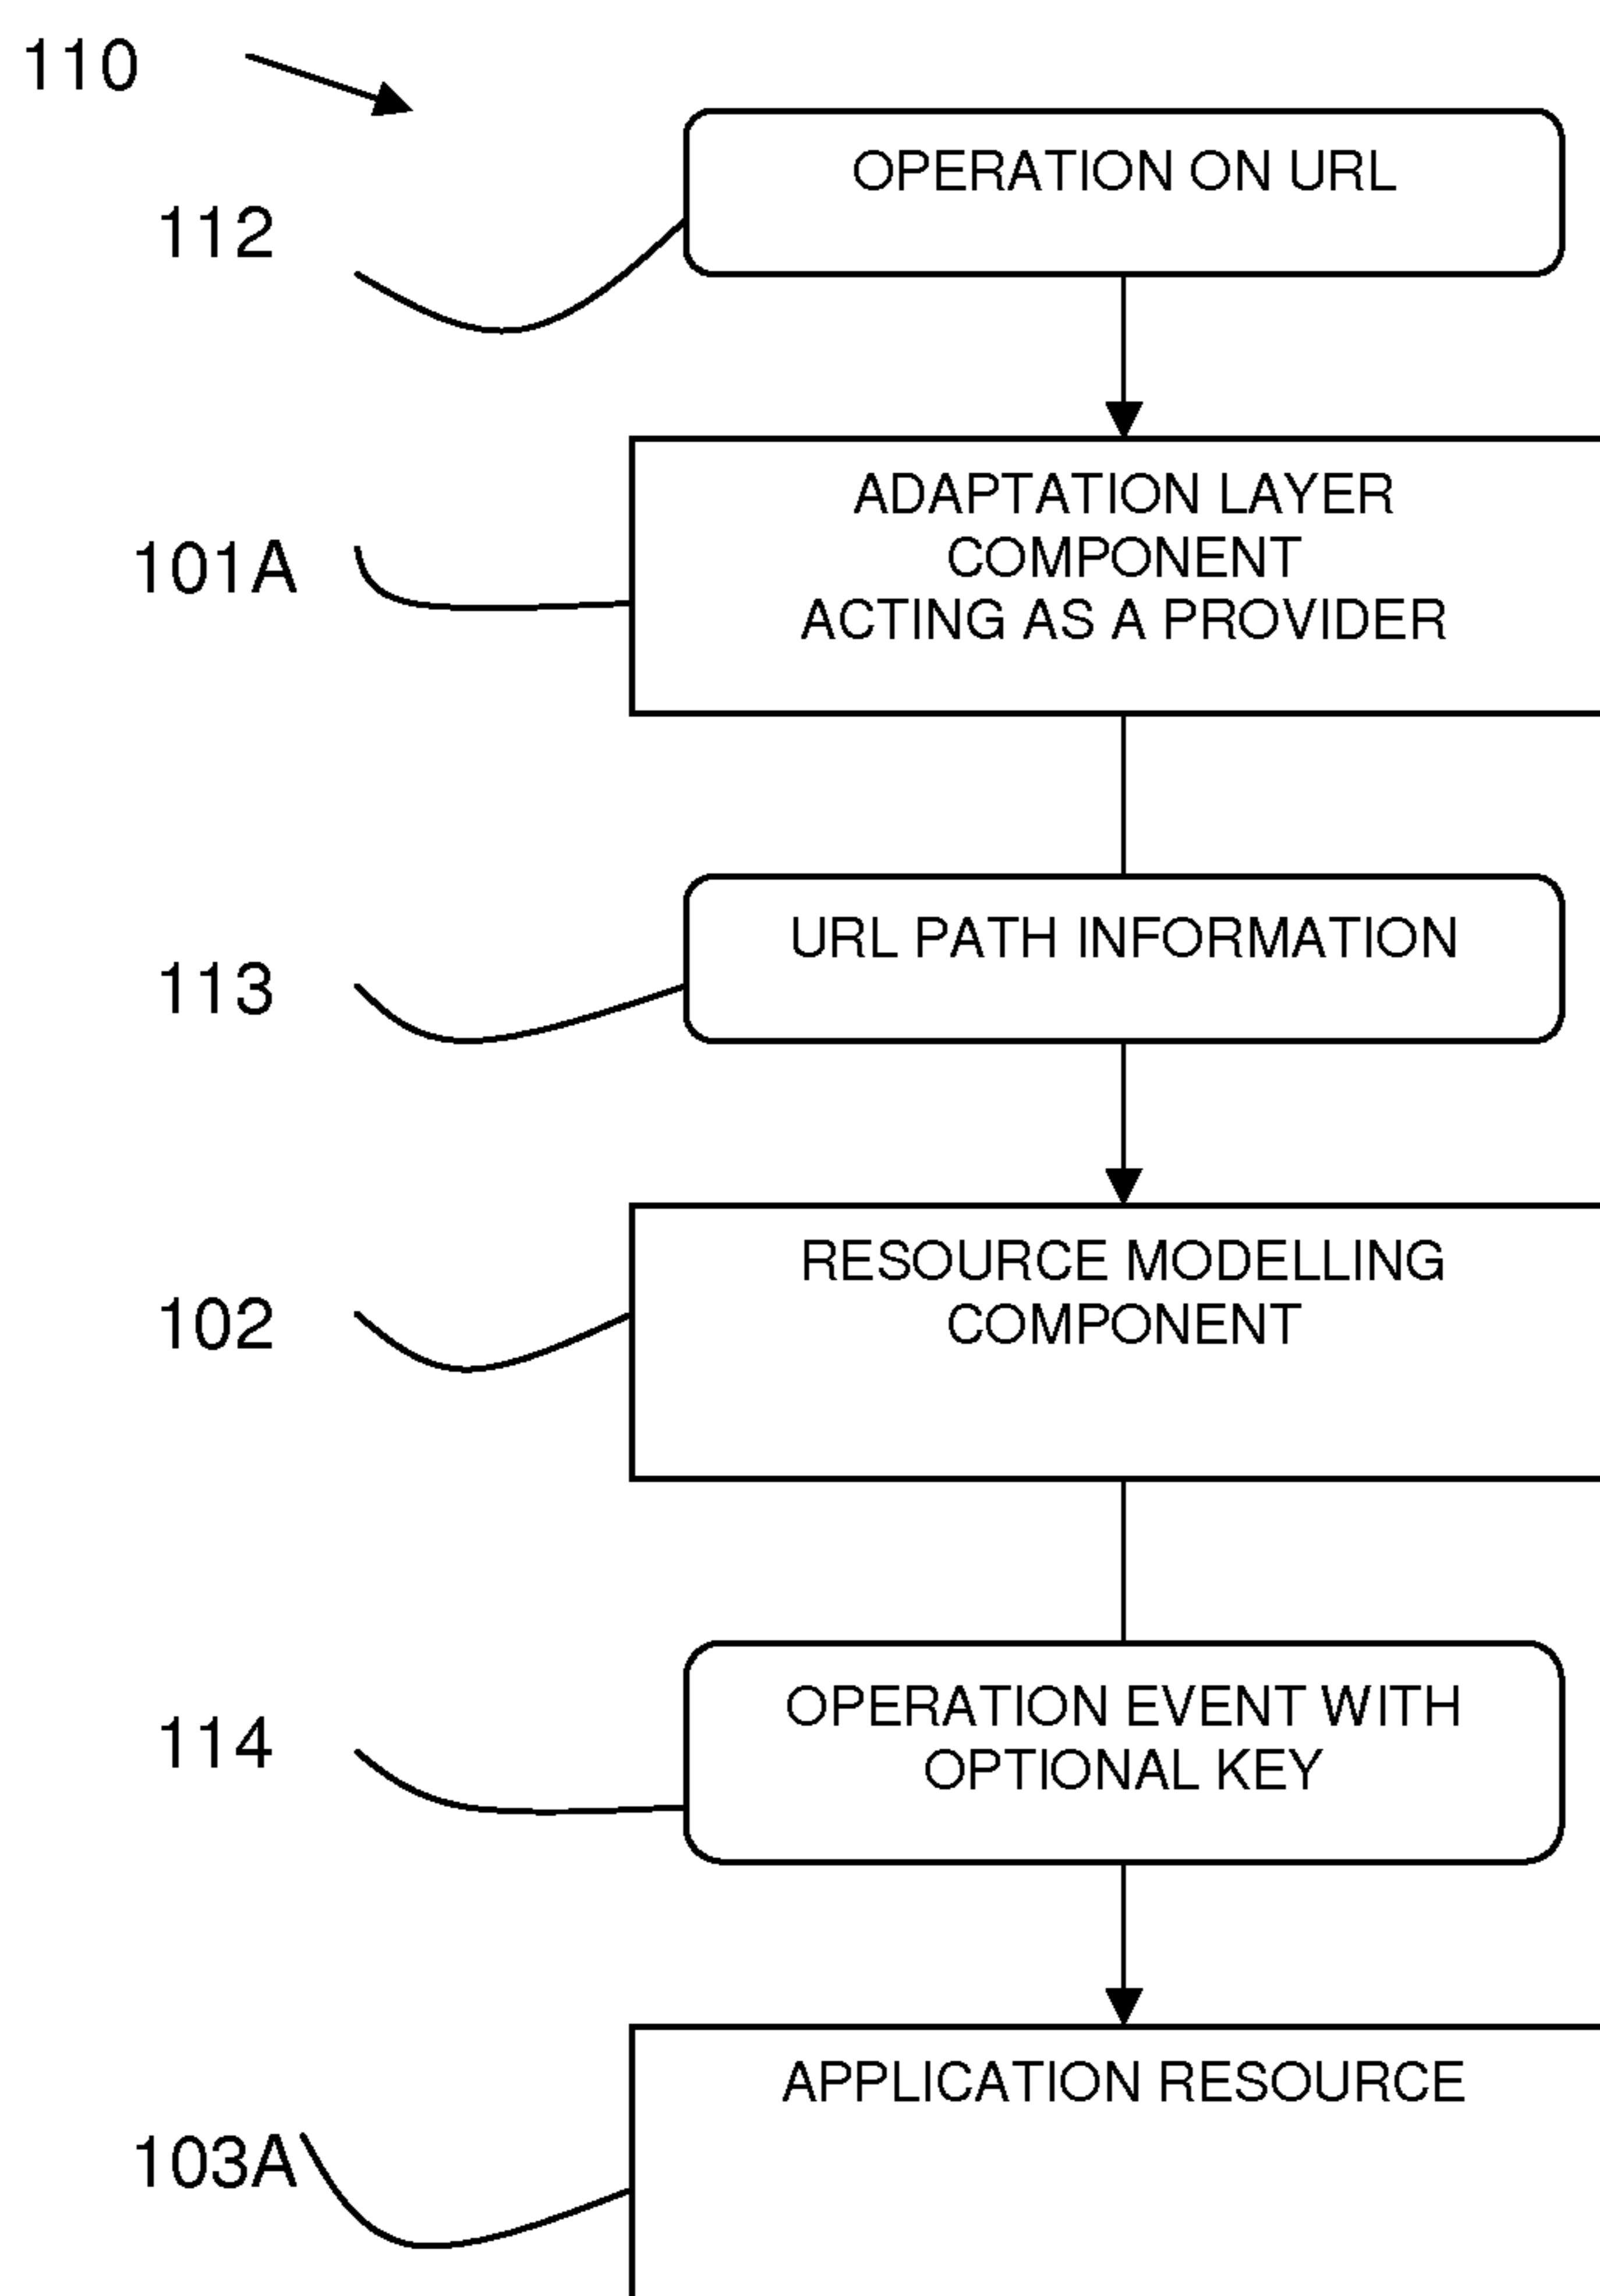 110
OPERATION ON URL
112
ADAPTATION LAYER
COMPONENT
ACTING AS A PROVIDER
101A
URL PATH INFORMATION
113
RESOURCE MODELLING
COMPONENT
102
OPERATION EVENT WITH
OPTIONAL KEY
114
APPLICATION RESOURCE
103A